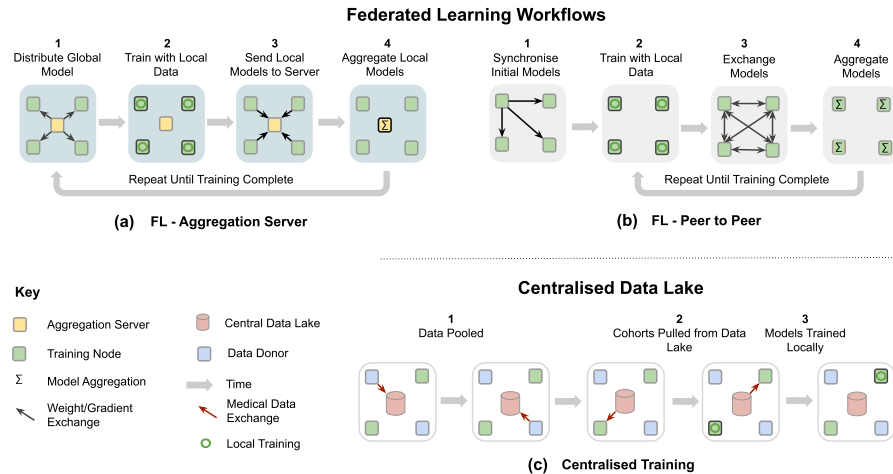 Federated Learning Workflows
1
Distribute Global
Model
2
Train with Local
Data
3
Send Local
Models to Server
4
Aggregate Local
Models
Σ
Repeat Until Training Complete
(a) FL - Aggregation Server
1
Synchronise
Initial Models
2
Train with Local
Data
3
Exchange
Models
4
Aggregate Models
Σ Σ
Σ Σ
Repeat Until Training Complete
(b) FL - Peer to Peer
Key
Aggregation Server
Training Node
Σ Model Aggregation
Weight/Gradient
Exchange
Central Data Lake
Data Donor
Time
Medical Data
Exchange
Local Training
Centralised Data Lake
1
Data Pooled
2
Cohorts Pulled from Data
Lake
3
Models Trained
Locally
(c) Centralised Training